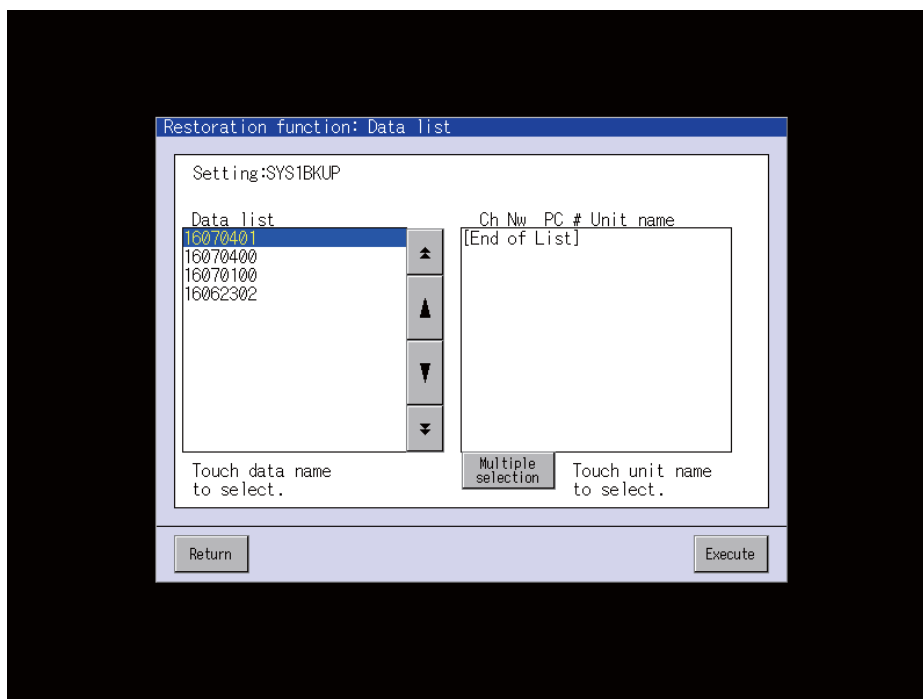 Restoration function: Data list
Setting:SYS1BKUP
Data list
Ch Nw PC # Unit name
16070401
16070400
16070100
16062302
[End of List]
Touch data name
to select.
Multiple
selection
Touch unit name
to select.
Return
Execute